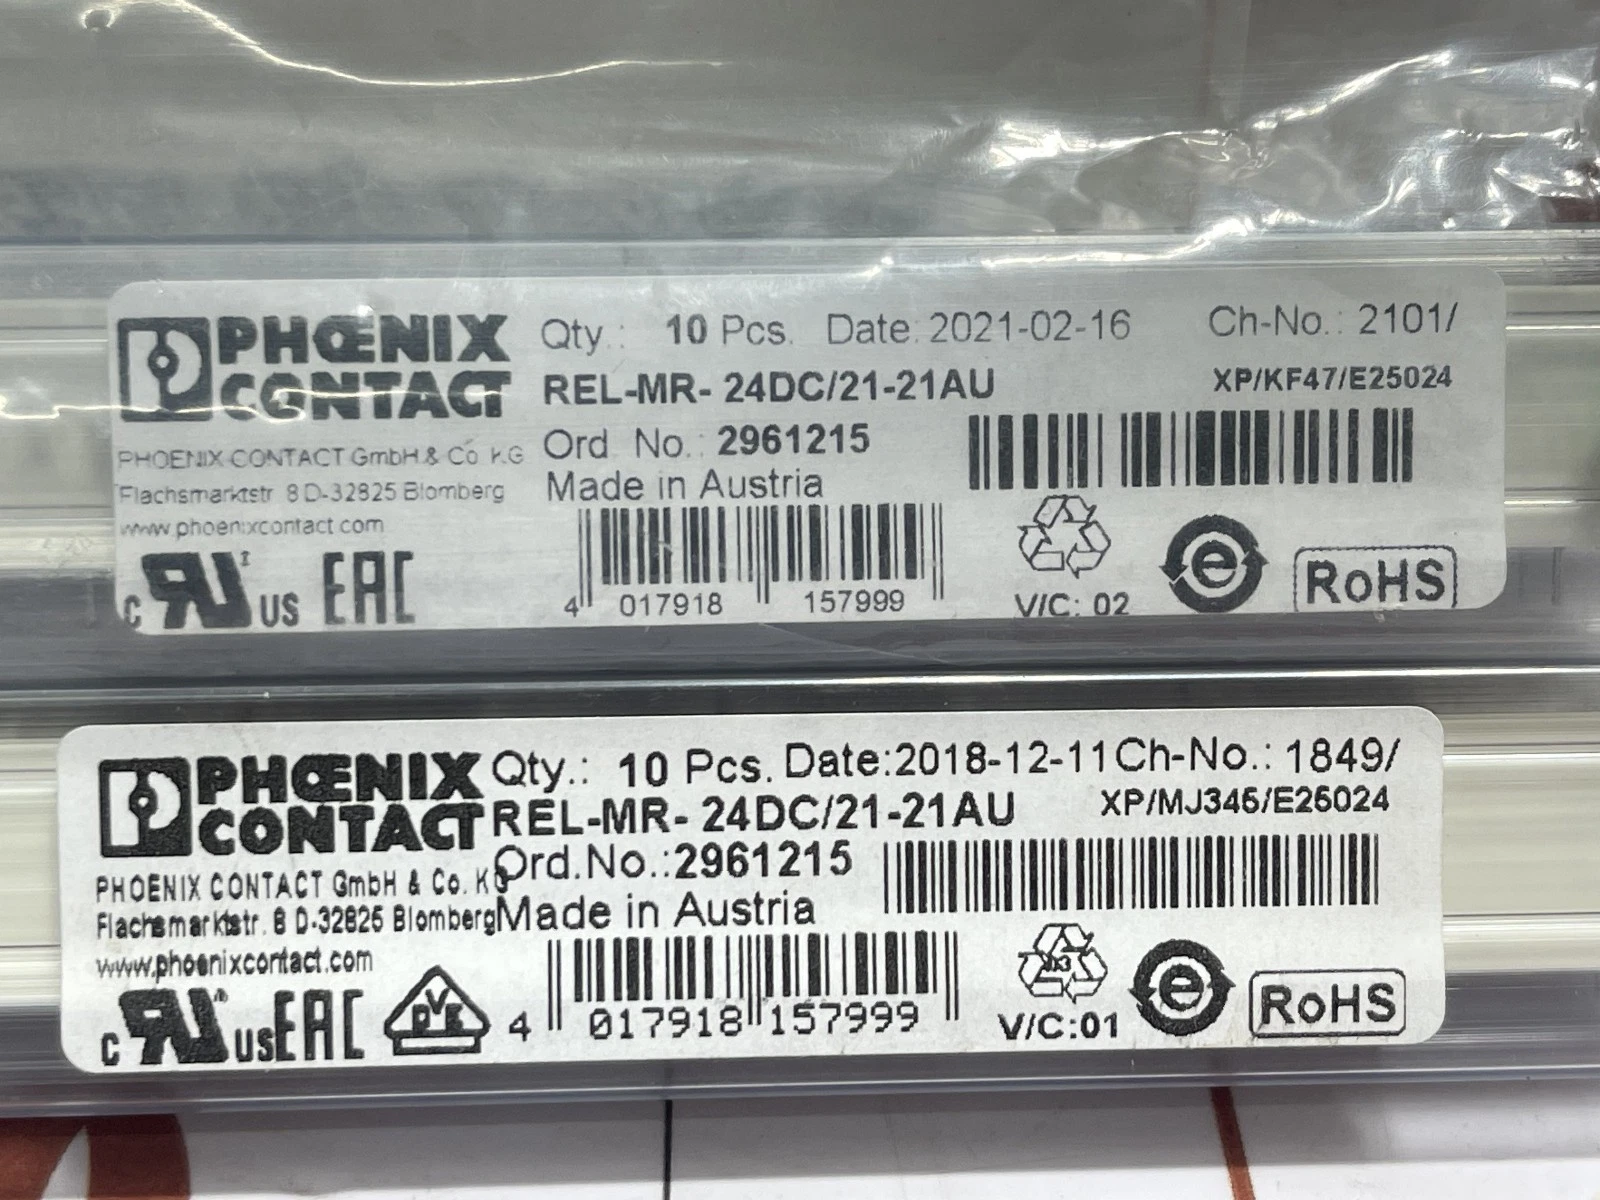 PHOENIX
CONTACT
Qty.: 10 Pcs. Date: 2021-02-16 Ch-No.: 2101/
REL-MR- 24DC/21-21AU XP/KF47/E25024
Ord. No.: 2961215
Made in Austria
PHOENIX CONTACT GmbH & Co. KG
Flachsmarktstr. 8 D-32825 Blomberg
www.phoenixcontact.com
c RU US EAC
4 017918 157999
V/C: 02
e
RoHS
PHOENIX
CONTACT
Qty.: 10 Pcs. Date:2018-12-11 Ch-No.: 1849/
REL-MR- 24DC/21-21AU XP/MJ345/E25024
Ord.No.:2961215
Made in Austria
PHOENIX CONTACT GmbH & Co. KG
Flachsmarktstr. 8 D-32825 Blomberg
www.phoenixcontact.com
c RU us EAC
DVE
4 017918 157999
V/C:01
e
RoHS